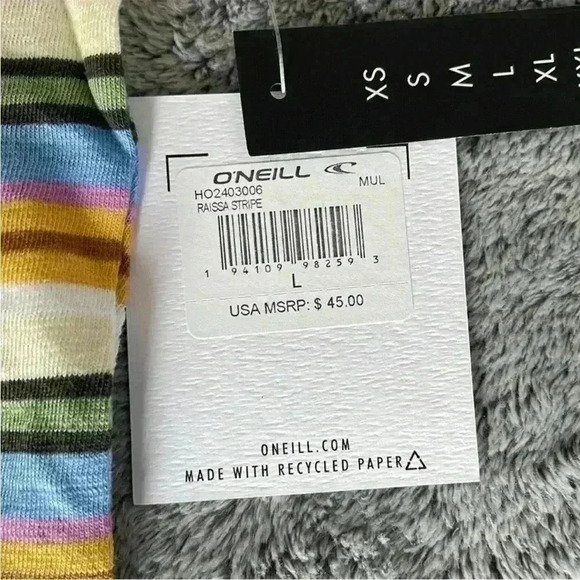 XS
S
M
L
XL
O'NEILL
HO2403006 MUL
RAISSA STRIPE
1 94109 98259 3
L
USA MSRP: $ 45.00
ONEILL.COM
MADE WITH RECYCLED PAPER